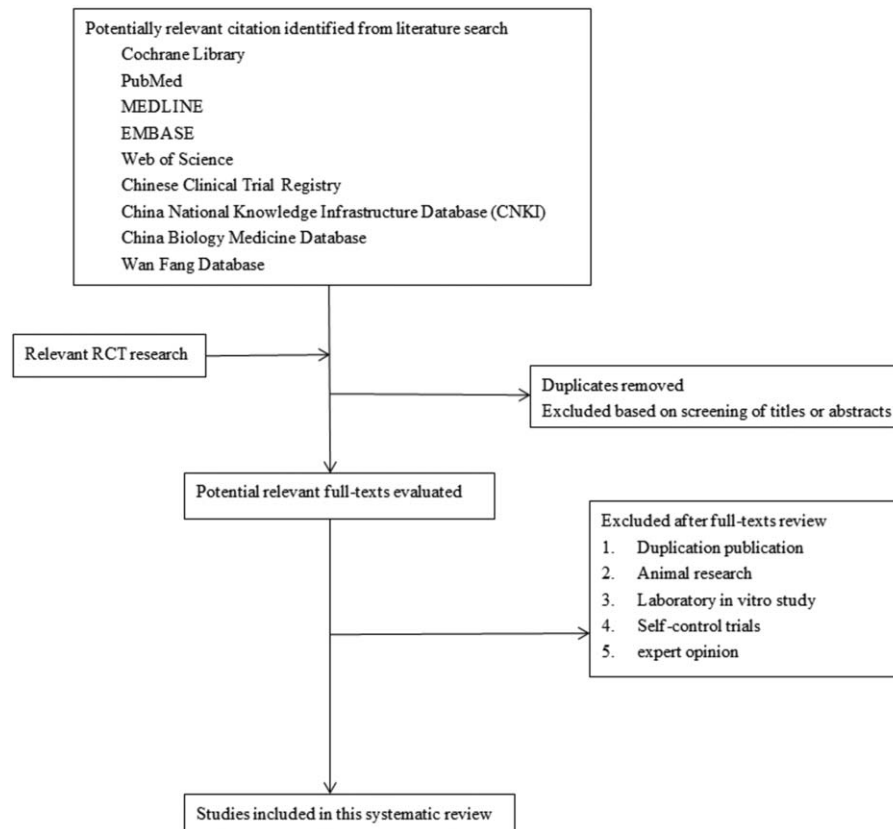 Potentially relevant citation identified from literature search
Cochrane Library
PubMed
MEDLINE
EMBASE
Web of Science
Chinese Clinical Trial Registry
China National Knowledge Infrastructure Database (CNKI)
China Biology Medicine Database
Wan Fang Database
Relevant RCT research
Duplicates removed
Excluded based on screening of titles or abstracts
Potential relevant full-texts evaluated
Excluded after full-texts review
1. Duplication publication
2. Animal research
3. Laboratory in vitro study
4. Self-control trials
5. expert opinion
Studies included in this systematic review